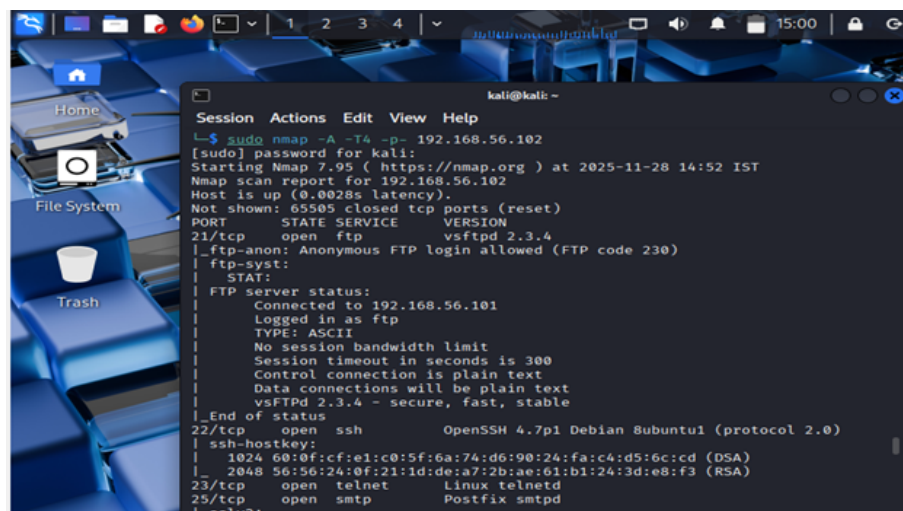 1 2 3 4 15:00
Home
File System
Trash
kali@kali: ~
Session Actions Edit View Help
└─$ sudo nmap -A -T4 -p- 192.168.56.102
[sudo] password for kali:
Starting Nmap 7.95 ( https://nmap.org ) at 2025-11-28 14:52 IST
Nmap scan report for 192.168.56.102
Host is up (0.0028s latency).
Not shown: 65505 closed tcp ports (reset)
PORT STATE SERVICE VERSION
21/tcp open ftp vsftpd 2.3.4
|_ftp-anon: Anonymous FTP login allowed (FTP code 230)
| ftp-syst:
| STAT:
| FTP server status:
| Connected to 192.168.56.101
| Logged in as ftp
| TYPE: ASCII
| No session bandwidth limit
| Session timeout in seconds is 300
| Control connection is plain text
| Data connections will be plain text
| vsFTPd 2.3.4 - secure, fast, stable
|_End of status
22/tcp open ssh OpenSSH 4.7p1 Debian 8ubuntu1 (protocol 2.0)
| ssh-hostkey:
| 1024 60:0f:cf:e1:c0:5f:6a:74:d6:90:24:fa:c4:d5:6c:cd (DSA)
|_ 2048 56:56:24:0f:21:1d:de:a7:2b:ae:61:b1:24:3d:e8:f3 (RSA)
23/tcp open telnet Linux telnetd
25/tcp open smtp Postfix smtpd